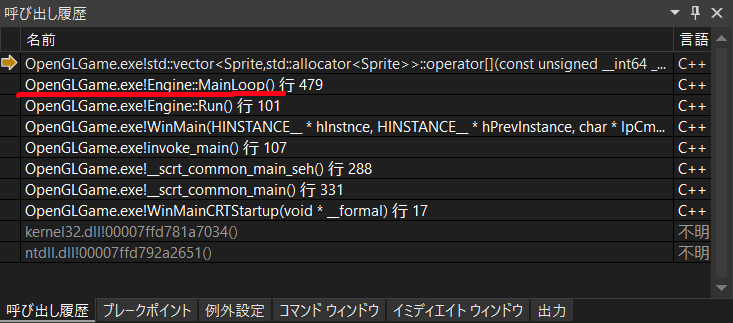 呼び出し履歴
名前 言語
OpenGLGame.exe!std::vector<Sprite,std::allocator<Sprite>>::operator[](const unsigned __int64 _... C++
OpenGLGame.exe!Engine::MainLoop() 行 479 C++
OpenGLGame.exe!Engine::Run() 行 101 C++
OpenGLGame.exe!WinMain(HINSTANCE__ * hInstnce, HINSTANCE__ * hPrevInstance, char * lpCm... C++
OpenGLGame.exe!invoke_main() 行 107 C++
OpenGLGame.exe!__scrt_common_main_seh() 行 288 C++
OpenGLGame.exe!__scrt_common_main() 行 331 C++
OpenGLGame.exe!WinMainCRTStartup(void * __formal) 行 17 C++
kernel32.dll!00007ffd781a7034() 不明
ntdll.dll!00007ffd792a2651() 不明
呼び出し履歴 ブレークポイント 例外設定 コマンド ウィンドウ イミディエイト ウィンドウ 出力